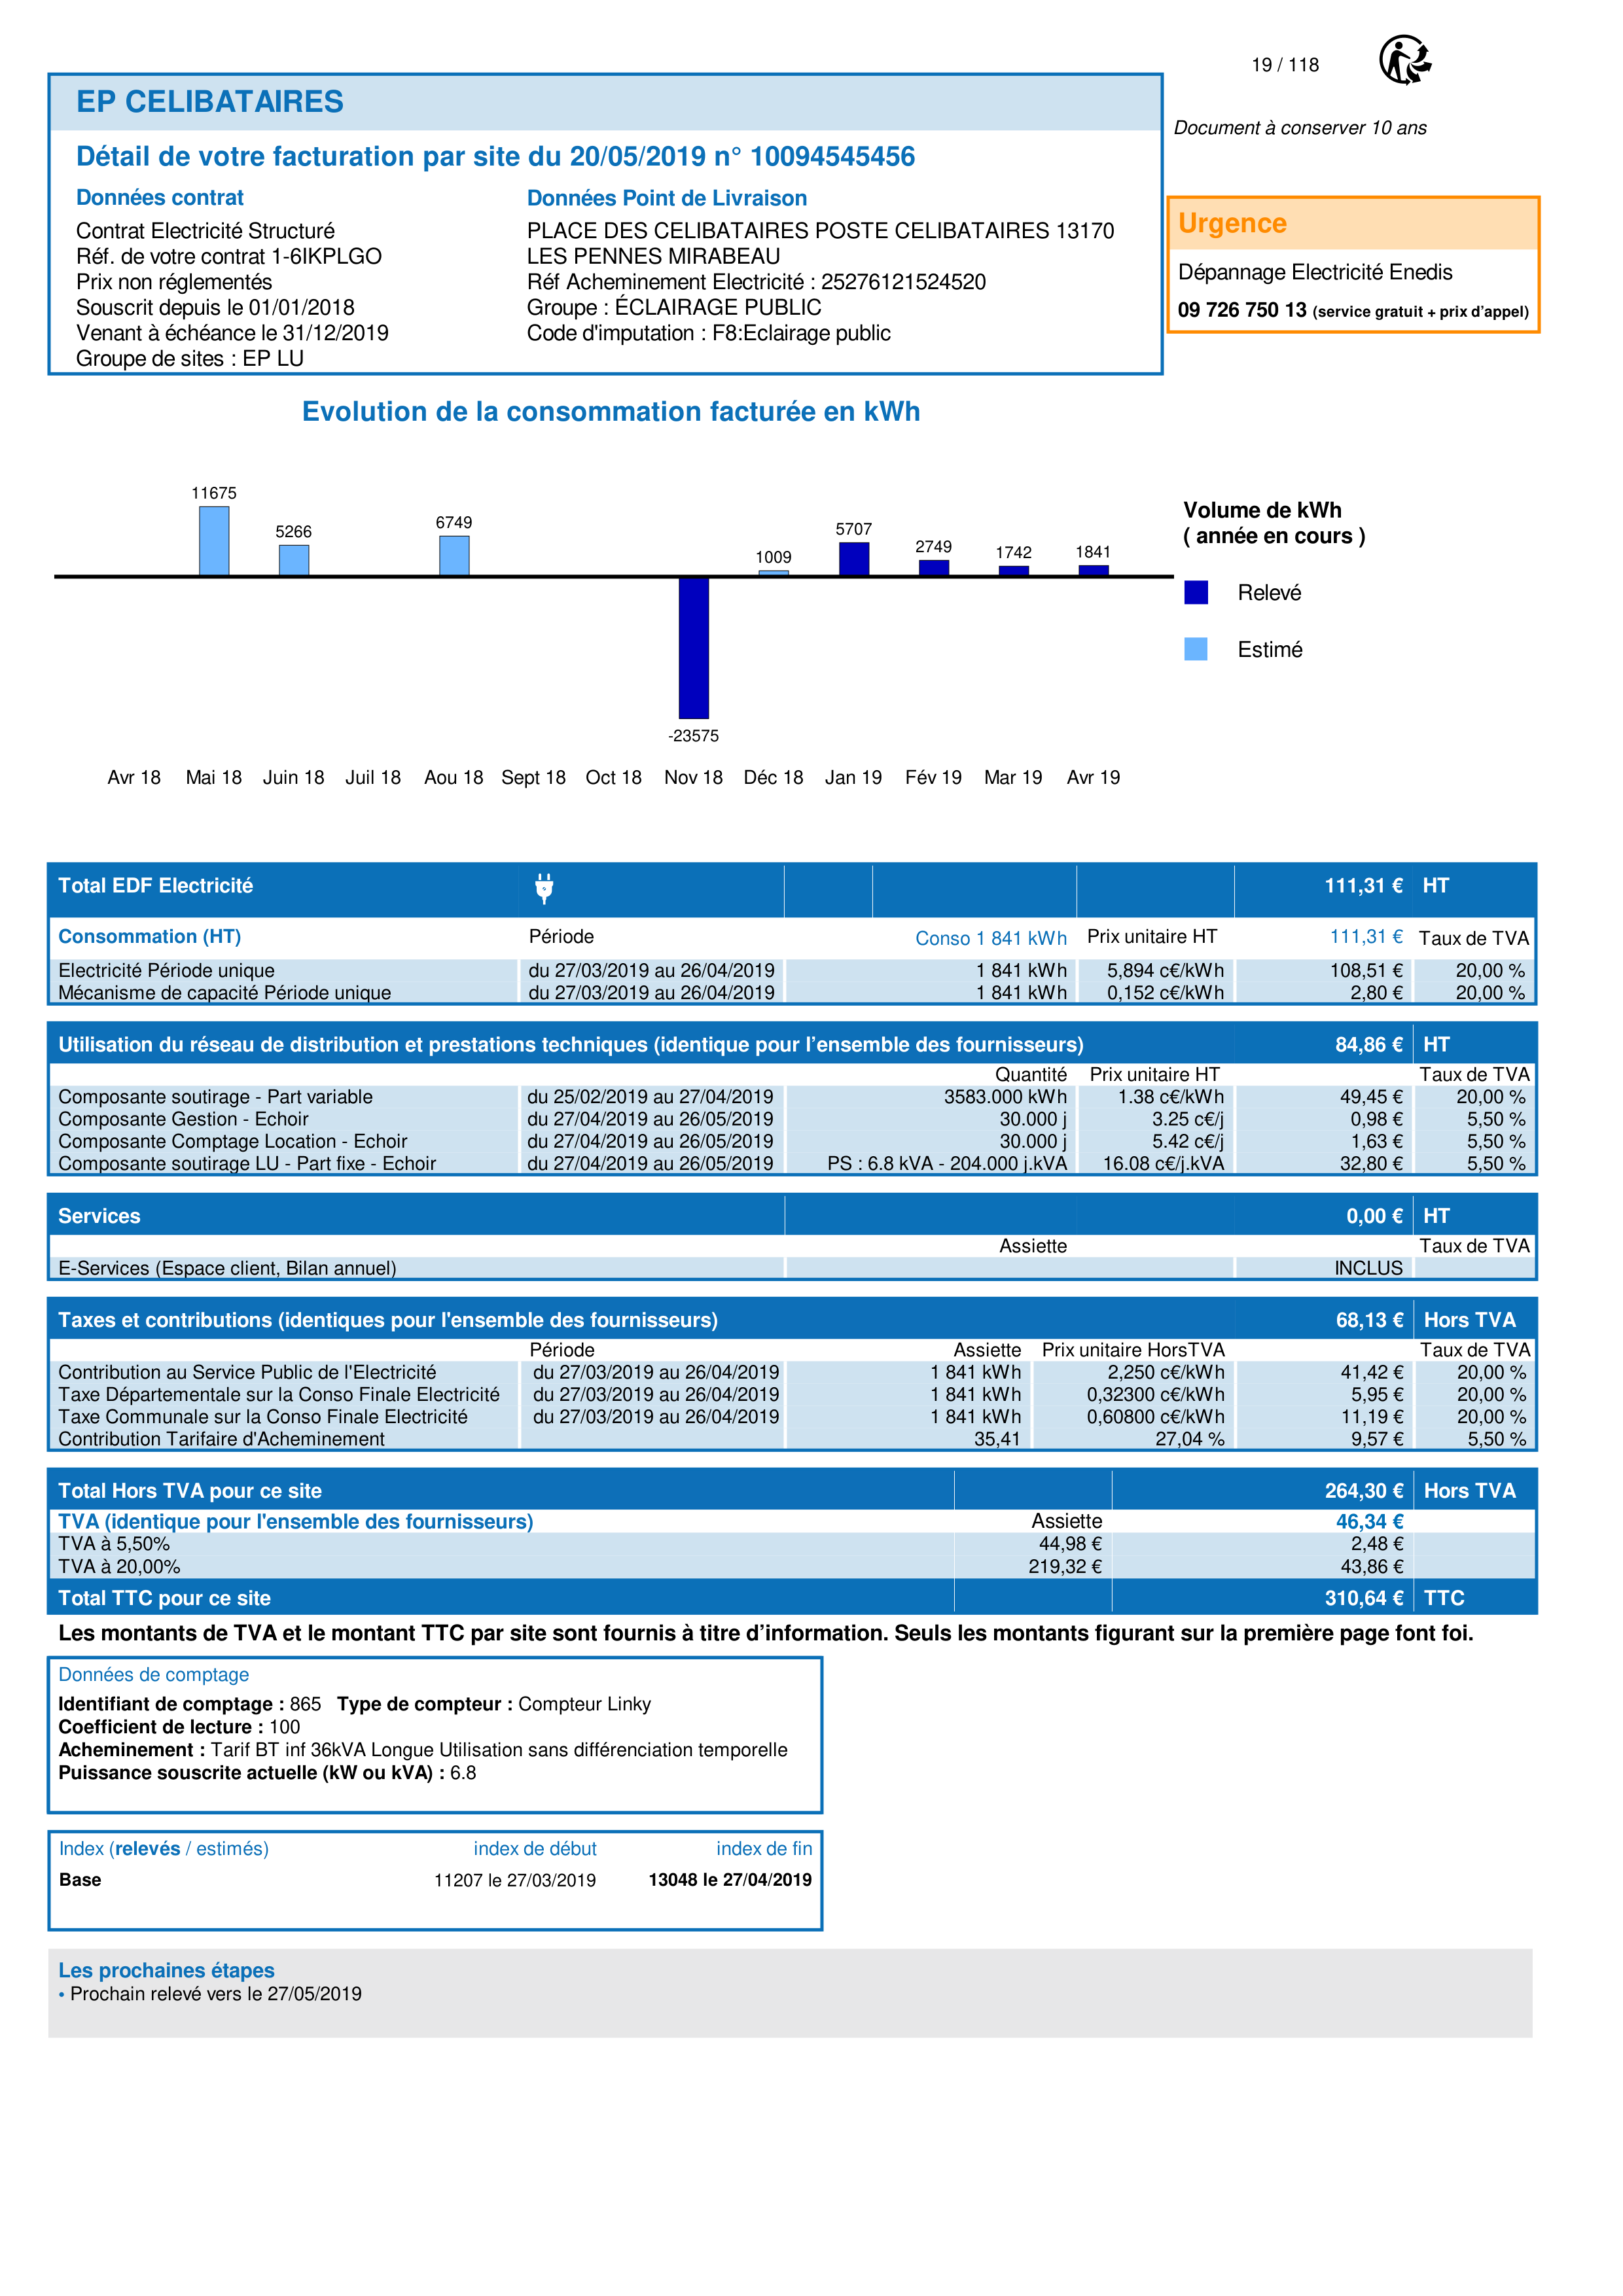 19 / 118
Document à conserver 10 ans
EP CELIBATAIRES
Détail de votre facturation par site du 20/05/2019 n° 10094545456
Données contrat
Contrat Electricité Structuré
Réf. de votre contrat 1-6IKPLGO
Prix non réglementés
Souscrit depuis le 01/01/2018
Venant à échéance le 31/12/2019
Groupe de sites : EP LU
Données Point de Livraison
PLACE DES CELIBATAIRES POSTE CELIBATAIRES 13170
LES PENNES MIRABEAU
Réf Acheminement Electricité : 25276121524520
Groupe : ÉCLAIRAGE PUBLIC
Code d'imputation : F8:Eclairage public
Urgence
Dépannage Electricité Enedis
09 726 750 13 (service gratuit + prix d'appel)
Evolution de la consommation facturée en kWh
11675 5266 6749 -23575 1009 5707 2749 1742 1841
Avr 18 Mai 18 Juin 18 Juil 18 Aou 18 Sept 18 Oct 18 Nov 18 Déc 18 Jan 19 Fév 19 Mar 19 Avr 19
Volume de kWh
( année en cours )
Relevé
Estimé
Total EDF Electricité 111,31 € HT
Consommation (HT) Période Conso 1 841 kWh Prix unitaire HT 111,31 € Taux de TVA
Electricité Période unique du 27/03/2019 au 26/04/2019 1 841 kWh 5,894 c€/kWh 108,51 € 20,00 %
Mécanisme de capacité Période unique du 27/03/2019 au 26/04/2019 1 841 kWh 0,152 c€/kWh 2,80 € 20,00 %
Utilisation du réseau de distribution et prestations techniques (identique pour l'ensemble des fournisseurs) 84,86 € HT
Quantité Prix unitaire HT Taux de TVA
Composante soutirage - Part variable du 25/02/2019 au 27/04/2019 3583.000 kWh 1.38 c€/kWh 49,45 € 20,00 %
Composante Gestion - Echoir du 27/04/2019 au 26/05/2019 30.000 j 3.25 c€/j 0,98 € 5,50 %
Composante Comptage Location - Echoir du 27/04/2019 au 26/05/2019 30.000 j 5.42 c€/j 1,63 € 5,50 %
Composante soutirage LU - Part fixe - Echoir du 27/04/2019 au 26/05/2019 PS : 6.8 kVA - 204.000 j.kVA 16.08 c€/j.kVA 32,80 € 5,50 %
Services 0,00 € HT
Assiette Taux de TVA
E-Services (Espace client, Bilan annuel) INCLUS
Taxes et contributions (identiques pour l'ensemble des fournisseurs) 68,13 € Hors TVA
Période Assiette Prix unitaire HorsTVA Taux de TVA
Contribution au Service Public de l'Electricité du 27/03/2019 au 26/04/2019 1 841 kWh 2,250 c€/kWh 41,42 € 20,00 %
Taxe Départementale sur la Conso Finale Electricité du 27/03/2019 au 26/04/2019 1 841 kWh 0,32300 c€/kWh 5,95 € 20,00 %
Taxe Communale sur la Conso Finale Electricité du 27/03/2019 au 26/04/2019 1 841 kWh 0,60800 c€/kWh 11,19 € 20,00 %
Contribution Tarifaire d'Acheminement 35,41 27,04 % 9,57 € 5,50 %
Total Hors TVA pour ce site 264,30 € Hors TVA
TVA (identique pour l'ensemble des fournisseurs) Assiette 46,34 €
TVA à 5,50% 44,98 € 2,48 €
TVA à 20,00% 219,32 € 43,86 €
Total TTC pour ce site 310,64 € TTC
Les montants de TVA et le montant TTC par site sont fournis à titre d'information. Seuls les montants figurant sur la première page font foi.
Données de comptage
Identifiant de comptage : 865 Type de compteur : Compteur Linky
Coefficient de lecture : 100
Acheminement : Tarif BT inf 36kVA Longue Utilisation sans différenciation temporelle
Puissance souscrite actuelle (kW ou kVA) : 6.8
Index (relevés / estimés) index de début index de fin
Base 11207 le 27/03/2019 13048 le 27/04/2019
Les prochaines étapes
• Prochain relevé vers le 27/05/2019